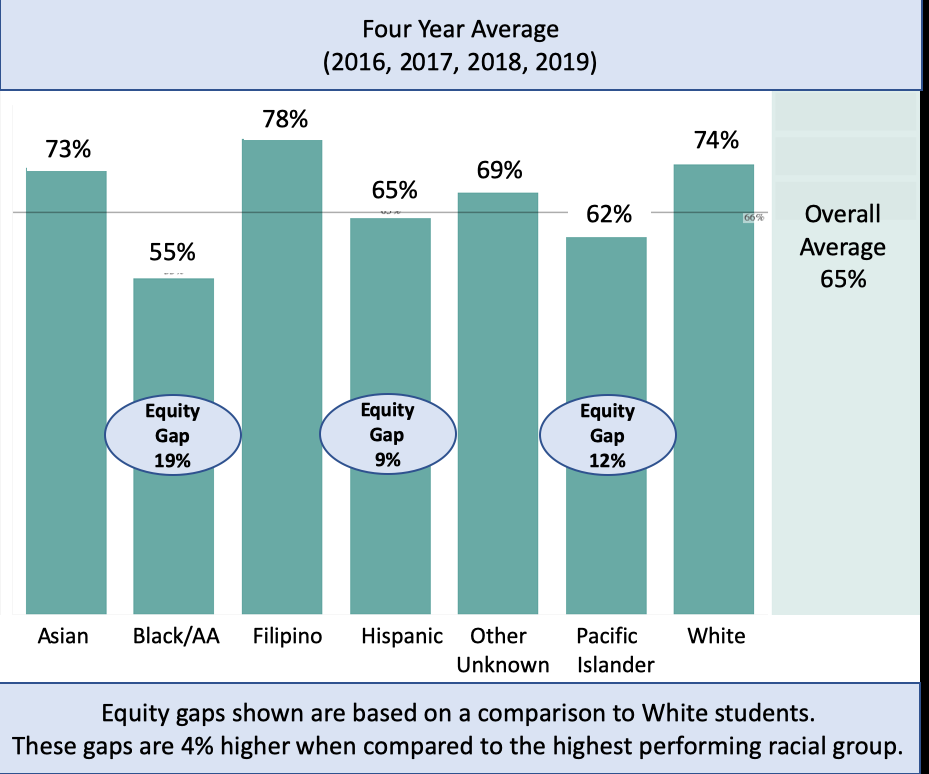 Four Year Average
(2016, 2017, 2018, 2019)
73%
55%
78%
65%
69%
62%
74%
66%
Overall
Average
65%
Equity
Gap
19%
Equity
Gap
9%
Equity
Gap
12%
Asian
Black/AA
Filipino
Hispanic
Other
Unknown
Pacific
Islander
White
Equity gaps shown are based on a comparison to White students.
These gaps are 4% higher when compared to the highest performing racial group.